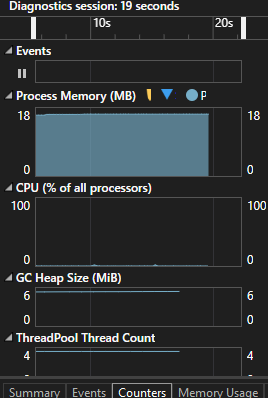 Diagnostics session: 19 seconds
10s 20s
Events
Process Memory (MB)
18 18
0 0
CPU (% of all processors)
100 100
0 0
GC Heap Size (MiB)
6 6
0 0
ThreadPool Thread Count
4 4
Summary Events Counters Memory Usage